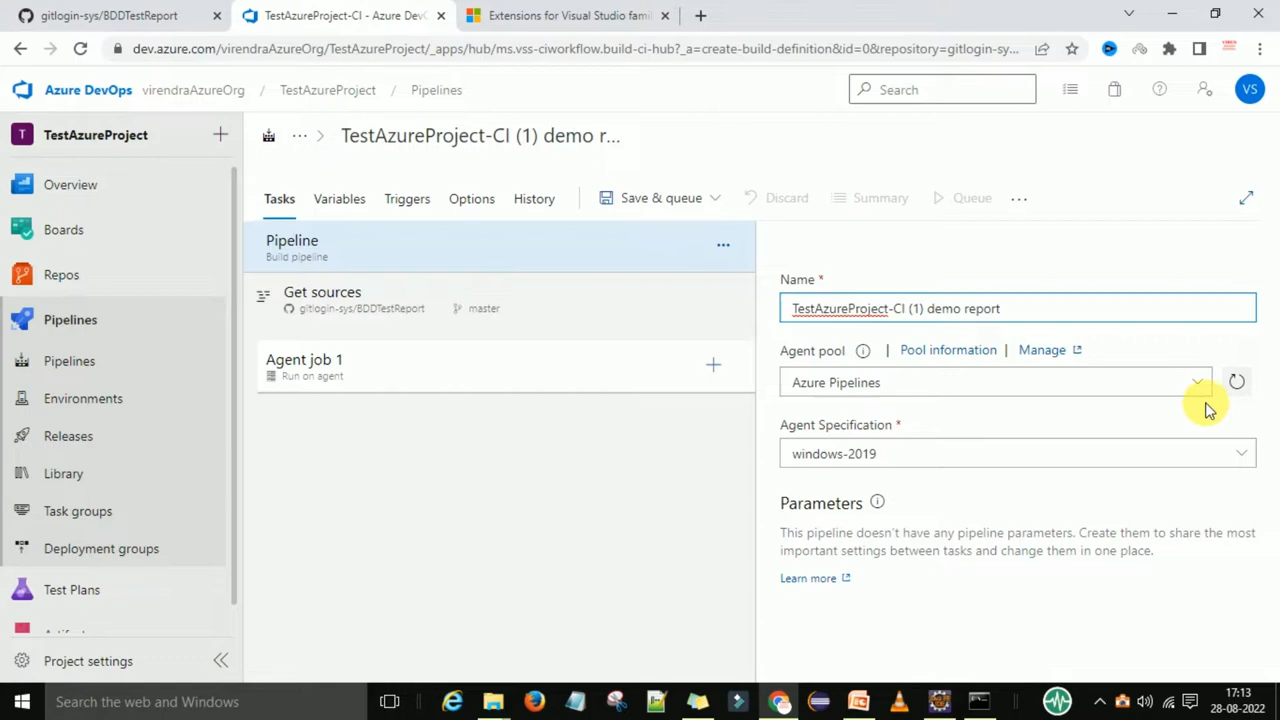 gitlogin-sys/BDDTestReport
TestAzureProject-CI - Azure DevO
Extensions for Visual Studio fami
dev.azure.com/virendraAzureOrg/TestAzureProject/_apps/hub/ms.vss-ciworkflow.build-ci-hub?_a=create-build-definition&id=0&repository=gitlogin-sy...
Azure DevOps virendraAzureOrg / TestAzureProject / Pipelines
Search
VS
T TestAzureProject
TestAzureProject-CI (1) demo r...
Overview
Boards
Repos
Pipelines
Pipelines
Environments
Releases
Library
Task groups
Deployment groups
Test Plans
Project settings
Tasks Variables Triggers Options History Save & queue Discard Summary Queue ...
Pipeline
Build pipeline
Get sources
gitlogin-sys/BDDTestReport master
Agent job 1
Run on agent
Name *
TestAzureProject-CI (1) demo report
Agent pool | Pool information | Manage
Azure Pipelines
Agent Specification *
windows-2019
Parameters
This pipeline doesn't have any pipeline parameters. Create them to share the most
important settings between tasks and change them in one place.
Learn more
Search the web and Windows
17:13
28-08-2022